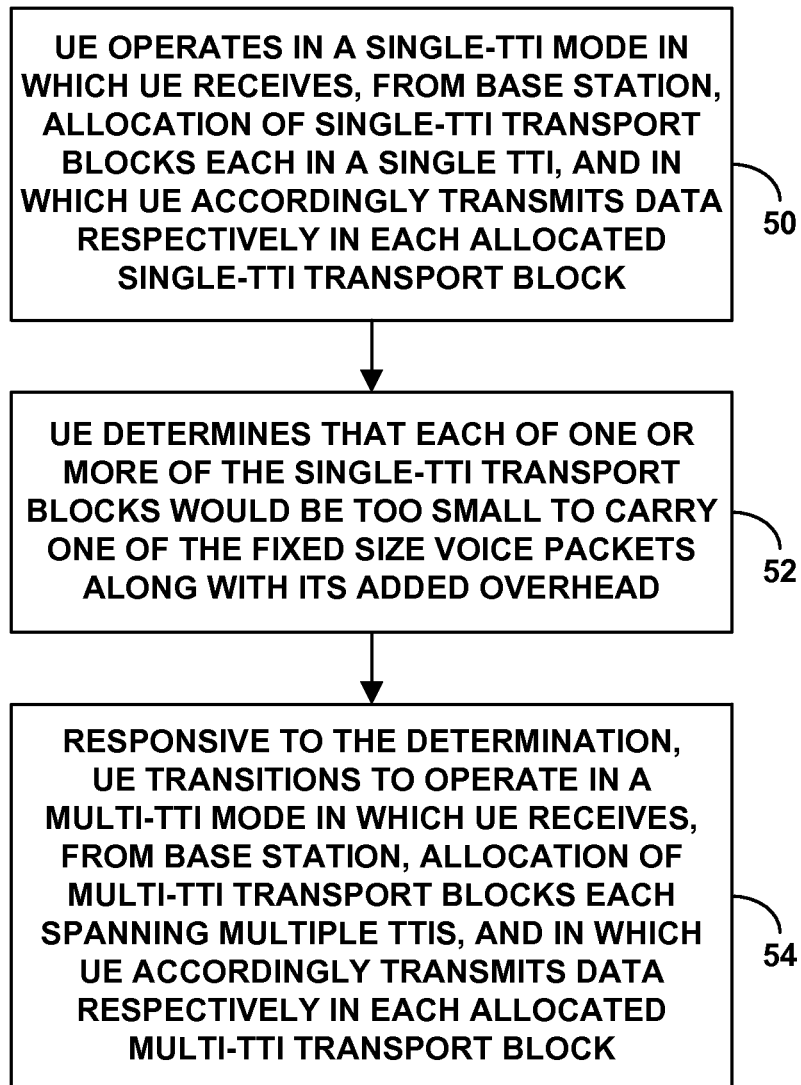 UE OPERATES IN A SINGLE-TTI MODE IN
WHICH UE RECEIVES, FROM BASE STATION,
ALLOCATION OF SINGLE-TTI TRANSPORT
BLOCKS EACH IN A SINGLE TTI, AND IN
WHICH UE ACCORDINGLY TRANSMITS DATA
RESPECTIVELY IN EACH ALLOCATED
SINGLE-TTI TRANSPORT BLOCK
50
UE DETERMINES THAT EACH OF ONE OR
MORE OF THE SINGLE-TTI TRANSPORT
BLOCKS WOULD BE TOO SMALL TO CARRY
ONE OF THE FIXED SIZE VOICE PACKETS
ALONG WITH ITS ADDED OVERHEAD
52
RESPONSIVE TO THE DETERMINATION,
UE TRANSITIONS TO OPERATE IN A
MULTI-TTI MODE IN WHICH UE RECEIVES,
FROM BASE STATION, ALLOCATION OF
MULTI-TTI TRANSPORT BLOCKS EACH
SPANNING MULTIPLE TTIS, AND IN WHICH
UE ACCORDINGLY TRANSMITS DATA
RESPECTIVELY IN EACH ALLOCATED
MULTI-TTI TRANSPORT BLOCK
54